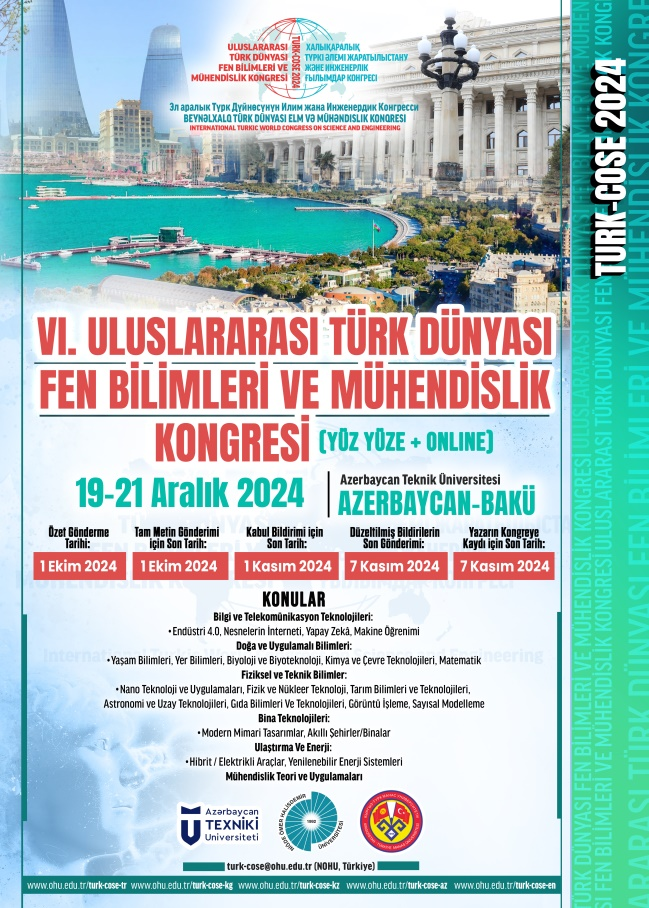 ULUSLARARASI
TÜRK DÜNYASI
FEN BİLİMLERİ VE
MÜHENDİSLİK KONGRESİ
TURK-COSE 2024
ХАЛЫҚАРАЛЫҚ
ТҮРКІ ӘЛЕМІ ЖАРАТЫЛЫСТАНУ
ЖӘНЕ ИНЖЕНЕРЛІК
ҒЫЛЫМДАР КОНГРЕСІ
Эл аралык Түрк Дүйнөсүнүн Илим жана Инженердик Конгресси
BEYNƏLXALQ TÜRK DÜNYASI ELM VƏ MÜHƏNDISLIK KONQRESI
INTERNATIONAL TURKIC WORLD CONGRESS ON SCIENCE AND ENGINEERING
TURK-COSE 2024
VI. ULUSLARARASI TÜRK DÜNYASI
FEN BİLİMLERİ VE MÜHENDİSLİK
KONGRESİ (YÜZ YÜZE + ONLINE)
19-21 Aralık 2024
Azerbaycan Teknik Üniversitesi
AZERBAYCAN-BAKÜ
Özet Gönderme
Tarihi:
1 Ekim 2024
Tam Metin Gönderimi
için Son Tarih:
1 Ekim 2024
Kabul Bildirimi için
Son Tarih:
1 Kasım 2024
Düzeltilmiş Bildirilerin
Son Gönderimi:
7 Kasım 2024
Yazarın Kongreye
Kaydı için Son Tarih:
7 Kasım 2024
KONULAR
Bilgi ve Telekomünikasyon Teknolojileri:
•Endüstri 4.0, Nesnelerin İnterneti, Yapay Zekâ, Makine Öğrenimi
Doğa ve Uygulamalı Bilimleri:
•Yaşam Bilimleri, Yer Bilimleri, Biyoloji ve Biyoteknoloji, Kimya ve Çevre Teknolojileri, Matematik
Fiziksel ve Teknik Bilimler:
•Nano Teknoloji ve Uygulamaları, Fizik ve Nükleer Teknoloji, Tarım Bilimleri ve Teknolojileri,
Astronomi ve Uzay Teknolojileri, Gıda Bilimleri Ve Teknolojileri, Görüntü İşleme, Sayısal Modelleme
Bina Teknolojileri:
•Modern Mimari Tasarımlar, Akıllı Şehirler/Binalar
Ulaştırma Ve Enerji:
•Hibrit / Elektrikli Araçlar, Yenilenebilir Enerji Sistemleri
Mühendislik Teori ve Uygulamaları
Azərbaycan
TEXNİKİ
Universiteti
NİĞDE ÖMER HALİSDEMİR ÜNİVERSİTESİ
1992
turk-cose@ohu.edu.tr (NOHU, Türkiye)
www.ohu.edu.tr/turk-cose-tr www.ohu.edu.tr/turk-cose-kg www.ohu.edu.tr/turk-cose-kz www.ohu.edu.tr/turk-cose-az www.ohu.edu.tr/turk-cose-en